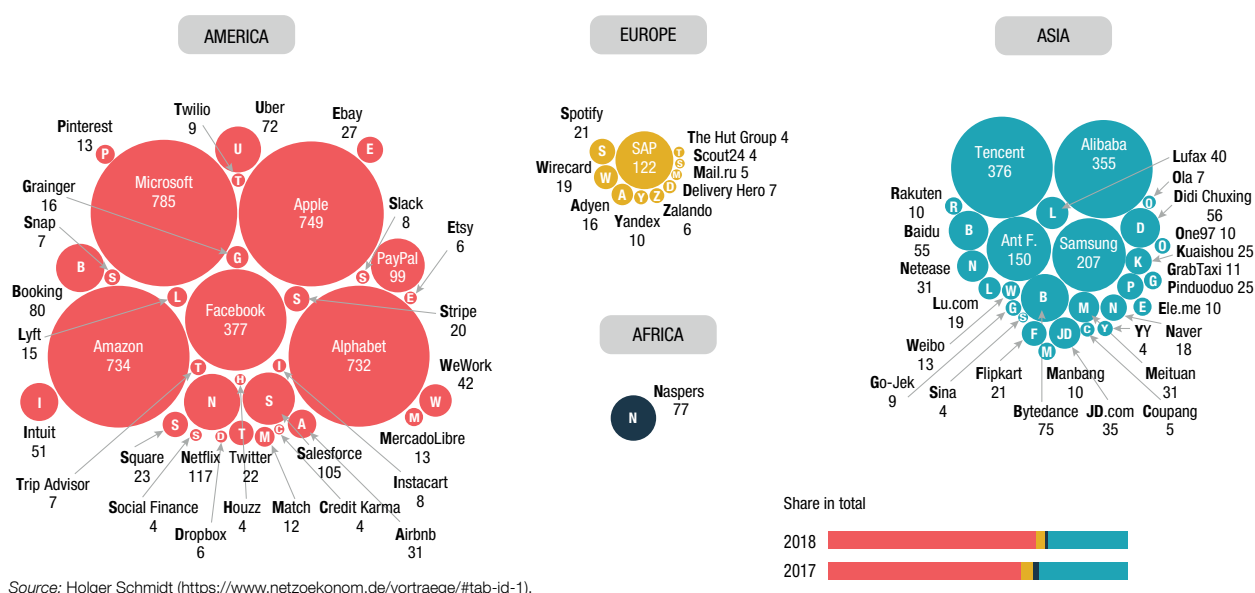 AMERICA
EUROPE
ASIA
Twilio
9
Uber
72
Ebay
27
Pinterest
13
P
U
E
T
Microsoft
785
Apple
749
Grainger
16
Snap
7
Slack
8
Etsy
6
G
PayPal
99
B
S
S
E
Booking
80
L
S
Facebook
377
Stripe
20
Lyft
15
Amazon
734
Alphabet
732
WeWork
42
T
H
I
I
N
S
W
M
S
S
D
T
M
C
A
Intuit
51
MercadoLibre
13
Square
23
Netflix
117
Twitter
22
Salesforce
105
Trip Advisor
7
Instacart
8
Social Finance
4
Houzz
4
Match
12
Credit Karma
4
Dropbox
6
Airbnb
31
Spotify
21
SAP
122
The Hut Group 4
Scout24 4
Mail.ru 5
Delivery Hero 7
S
W
A
Y
Z
D
M
S
T
Wirecard
19
Adyen
16
Yandex
10
Zalando
6
AFRICA
Naspers
77
N
Tencent
376
Alibaba
355
Lufax 40
Ola 7
Didi Chuxing
56
Rakuten
10
R
L
O
D
Baidu
55
B
Ant F.
150
Samsung
207
One97 10
O
Kuaishou 25
K
Netease
31
N
GrabTaxi 11
G
Pinduoduo 25
P
Lu.com
19
L
W
B
M
N
E
Ele.me 10
G
S
F
JD
C
Y
M
Weibo
13
YY
4
Naver
18
Go-Jek
9
Sina
4
Flipkart
21
Manbang
10
Meituan
31
Bytedance
75
JD.com
35
Coupang
5
Share in total
2018
2017
Source: Holger Schmidt (https://www.netzoekonom.de/vortraege/#tab-id-1).